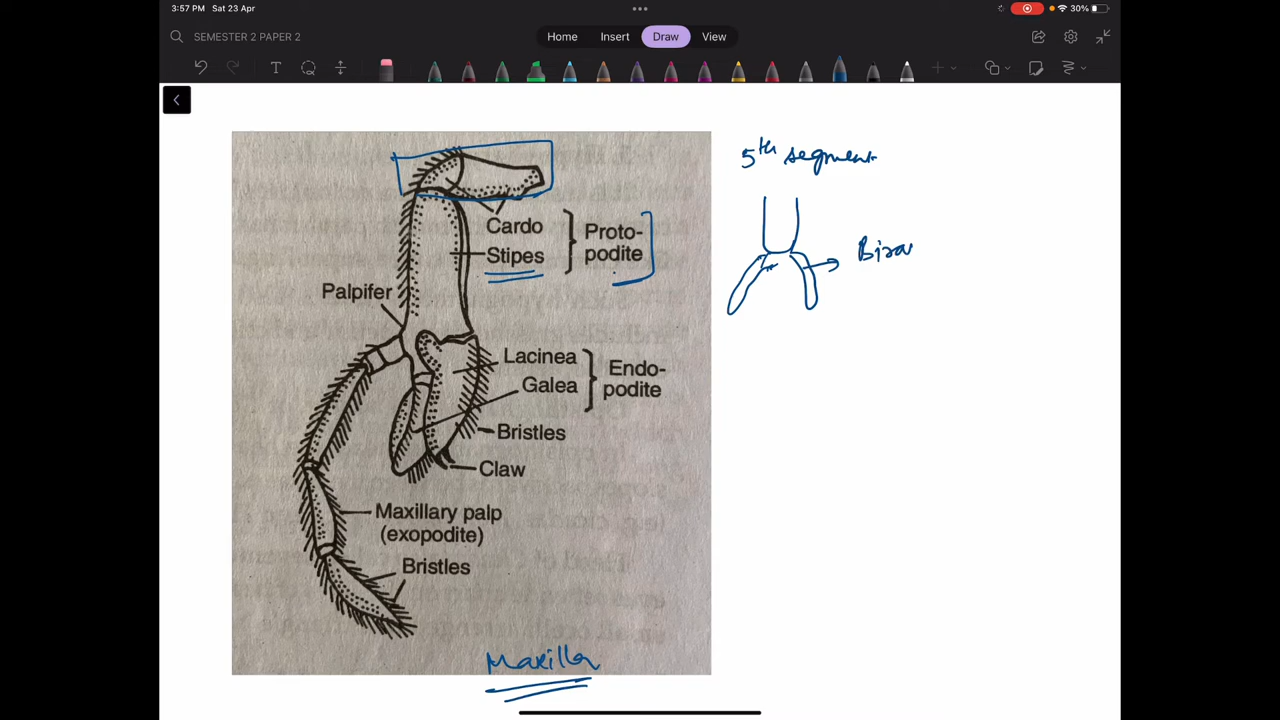 3:57 PM Sat 23 Apr
30%
SEMESTER 2 PAPER 2
Home Insert Draw View
5th segment
Cardo
Stipes
Proto-
podite
Bira
Palpifer
Lacinea
Galea
Endo-
podite
Bristles
Claw
Maxillary palp
(exopodite)
Bristles
Maxilla